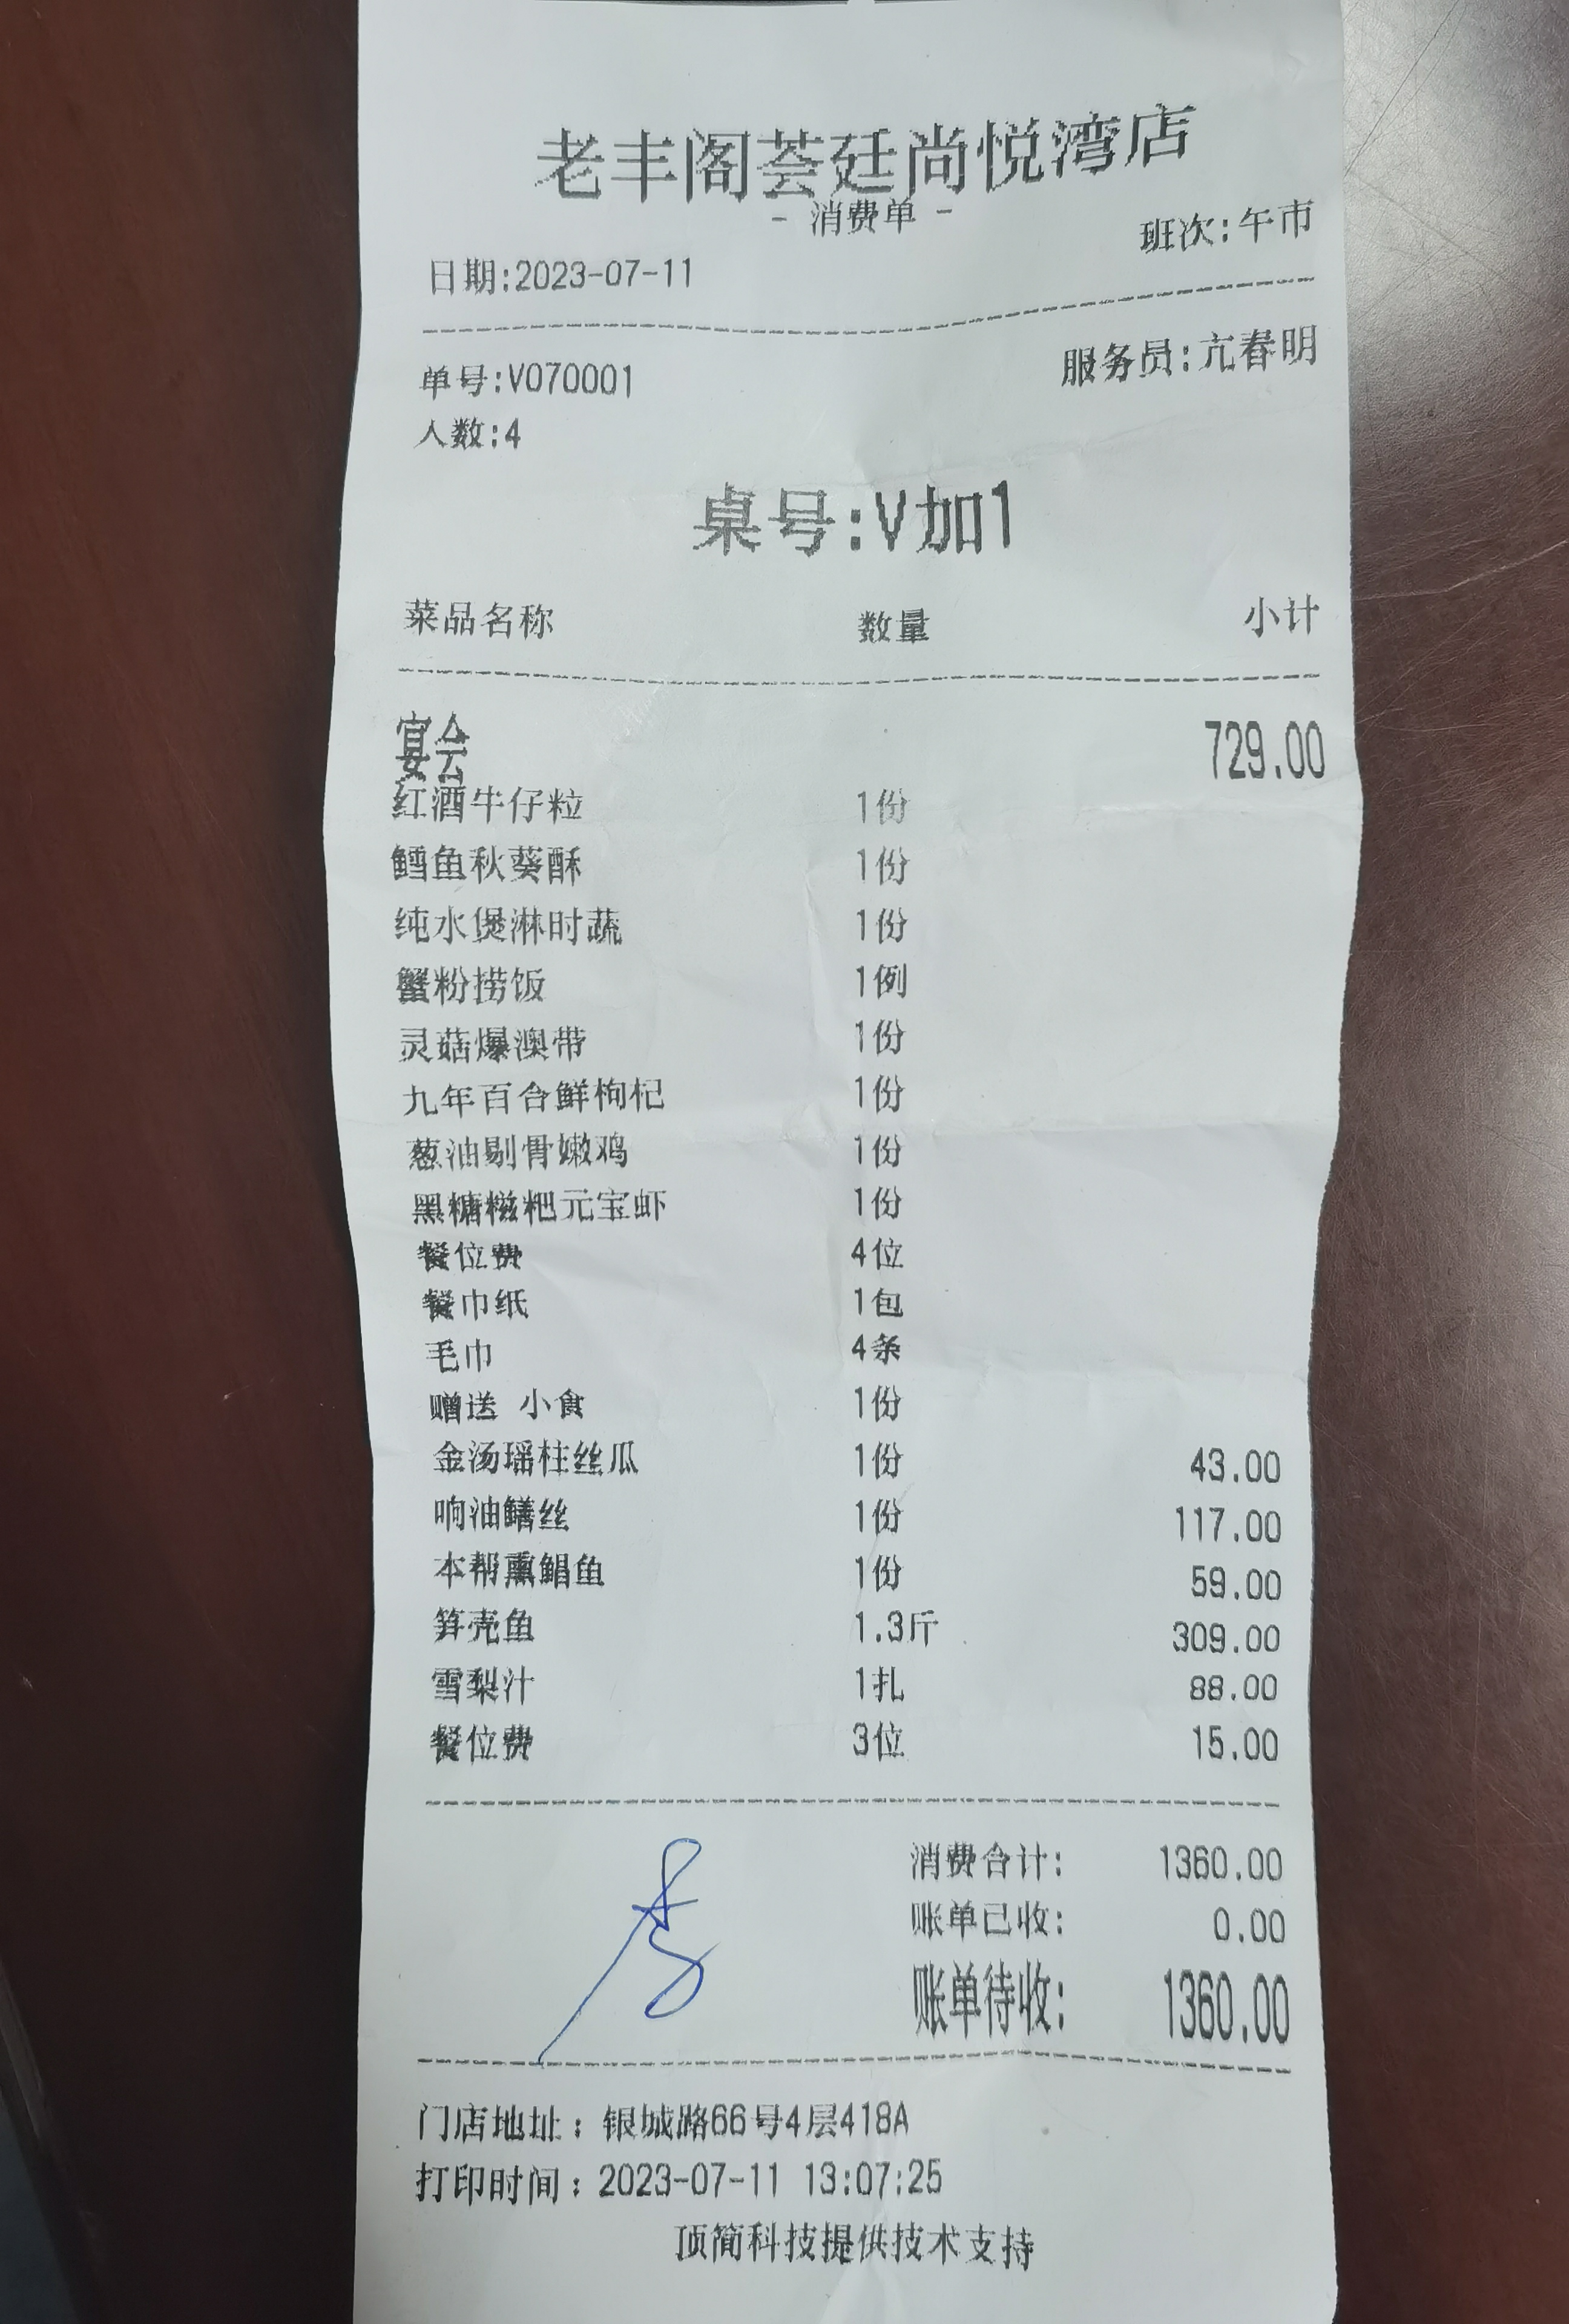 老丰阁荟廷尚悦湾店
- 消费单 -
日期:2023-07-11 班次:午市
单号:V070001 服务员:亢春明
人数:4
桌号:V加1
菜品名称 数量 小计
宴会 729.00
红酒牛仔粒 1份
鳕鱼秋葵酥 1份
纯水煲淋时蔬 1份
蟹粉捞饭 1例
灵菇爆澳带 1份
九年百合鲜枸杞 1份
葱油剔骨嫩鸡 1份
黑糖糍粑元宝虾 1份
餐位费 4位
餐巾纸 1包
毛巾 4条
赠送 小食 1份
金汤瑶柱丝瓜 1份 43.00
响油鳝丝 1份 117.00
本帮熏鲳鱼 1份 59.00
笋壳鱼 1.3斤 309.00
雪梨汁 1扎 88.00
餐位费 3位 15.00
消费合计: 1360.00
账单已收: 0.00
账单待收: 1360.00
门店地址：银城路66号4层418A
打印时间：2023-07-11 13:07:25
顶简科技提供技术支持